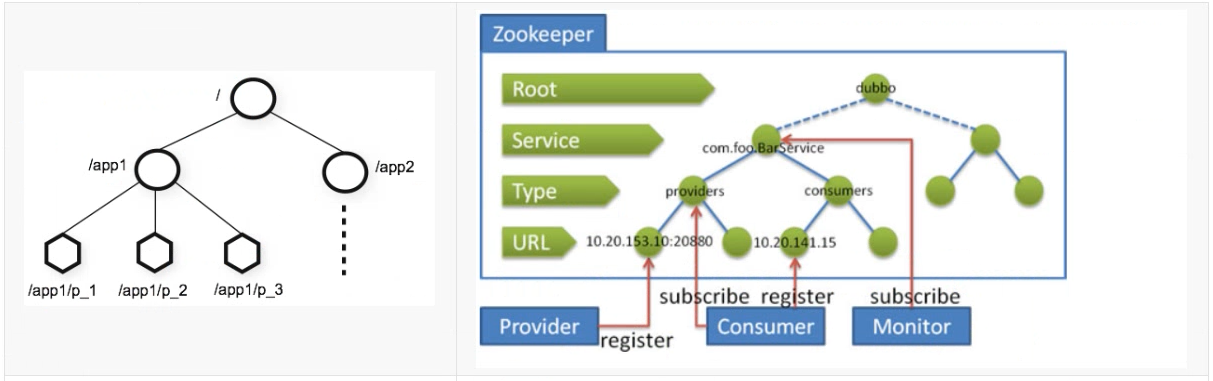 /
/app1
/app2
/app1/p_1
/app1/p_2
/app1/p_3
Zookeeper
Root
dubbo
Service
com.foo.BarService
Type
providers
consumers
URL
10.20.153.10:20880
10.20.141.15
subscribe
register
subscribe
Provider
register
Consumer
Monitor